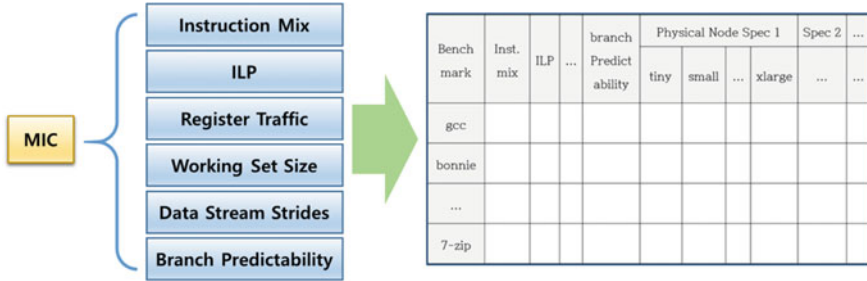 MIC
Instruction Mix
ILP
Register Traffic
Working Set Size
Data Stream Strides
Branch Predictability
Bench
mark
Inst.
mix
ILP
...
branch
Predict
ability
Physical Node Spec 1
Spec 2
...
tiny
small
...
xlarge
...
...
gcc
bonnie
...
7-zip